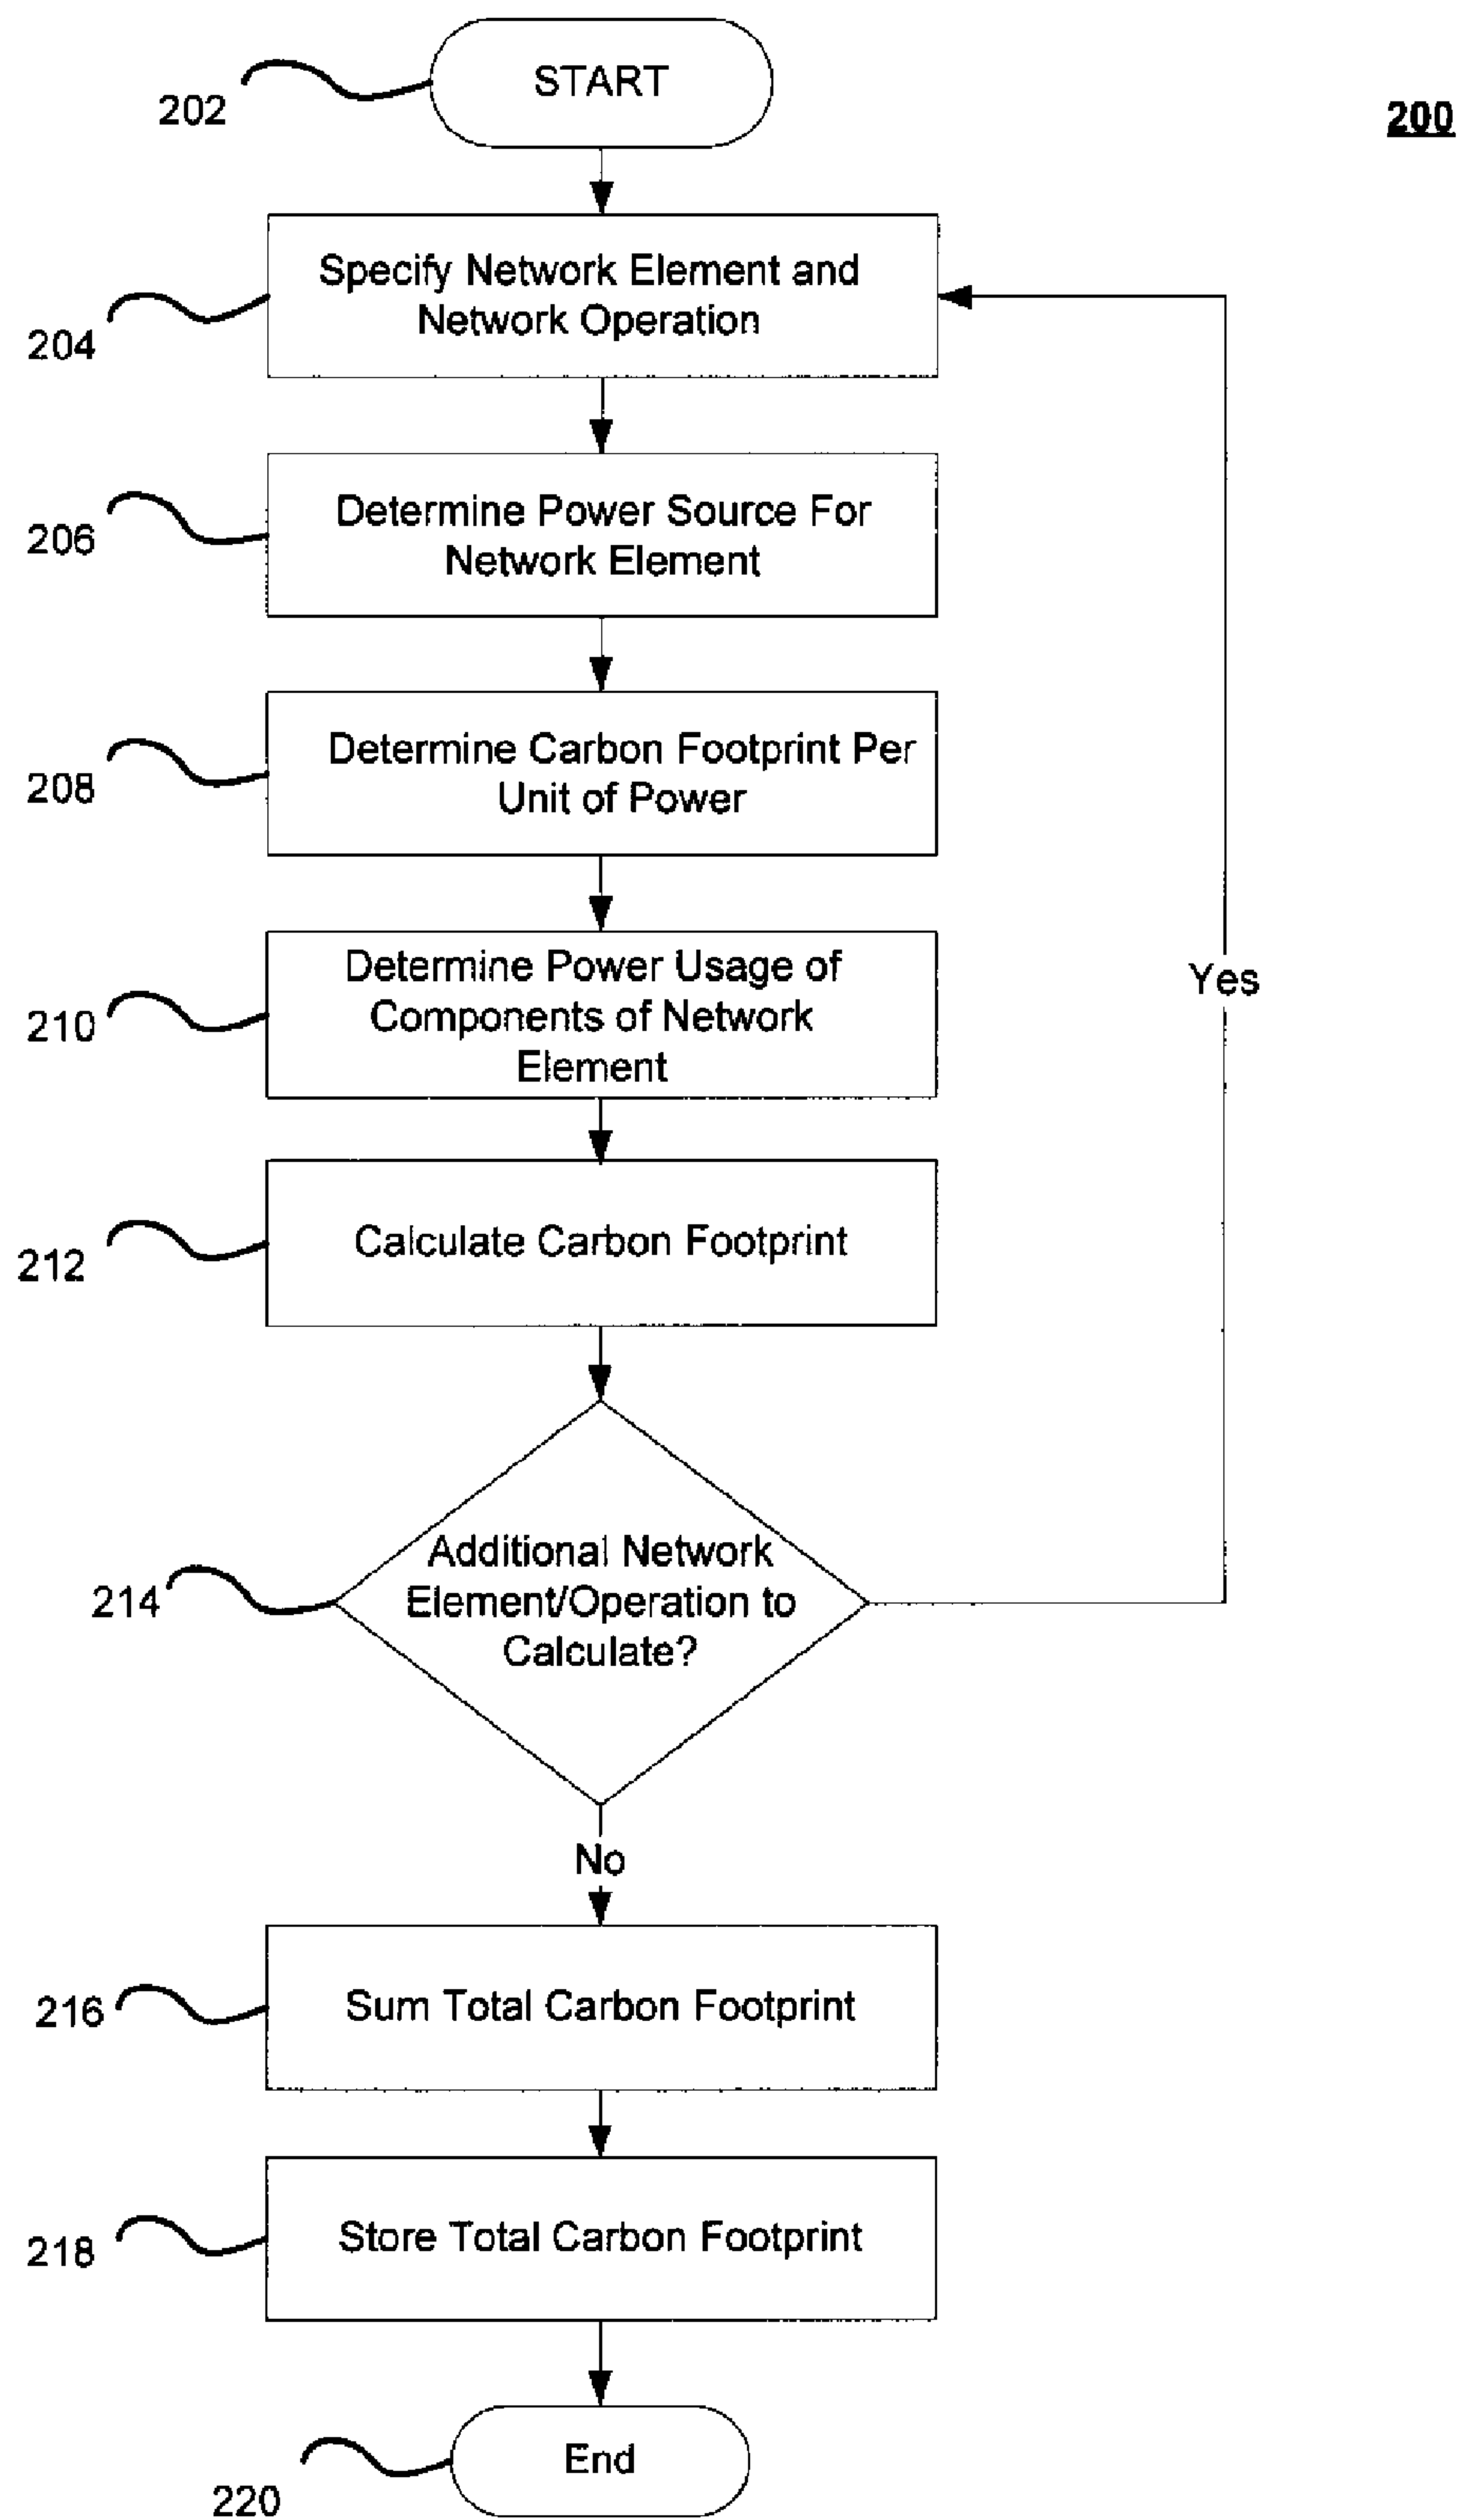 START
202
200
Specify Network Element and
Network Operation
204
Determine Power Source For
Network Element
206
Determine Carbon Footprint Per
Unit of Power
208
Determine Power Usage of
Components of Network
Element
210
Yes
Calculate Carbon Footprint
212
Additional Network
Element/Operation to
Calculate?
214
No
Sum Total Carbon Footprint
216
Store Total Carbon Footprint
218
End
220